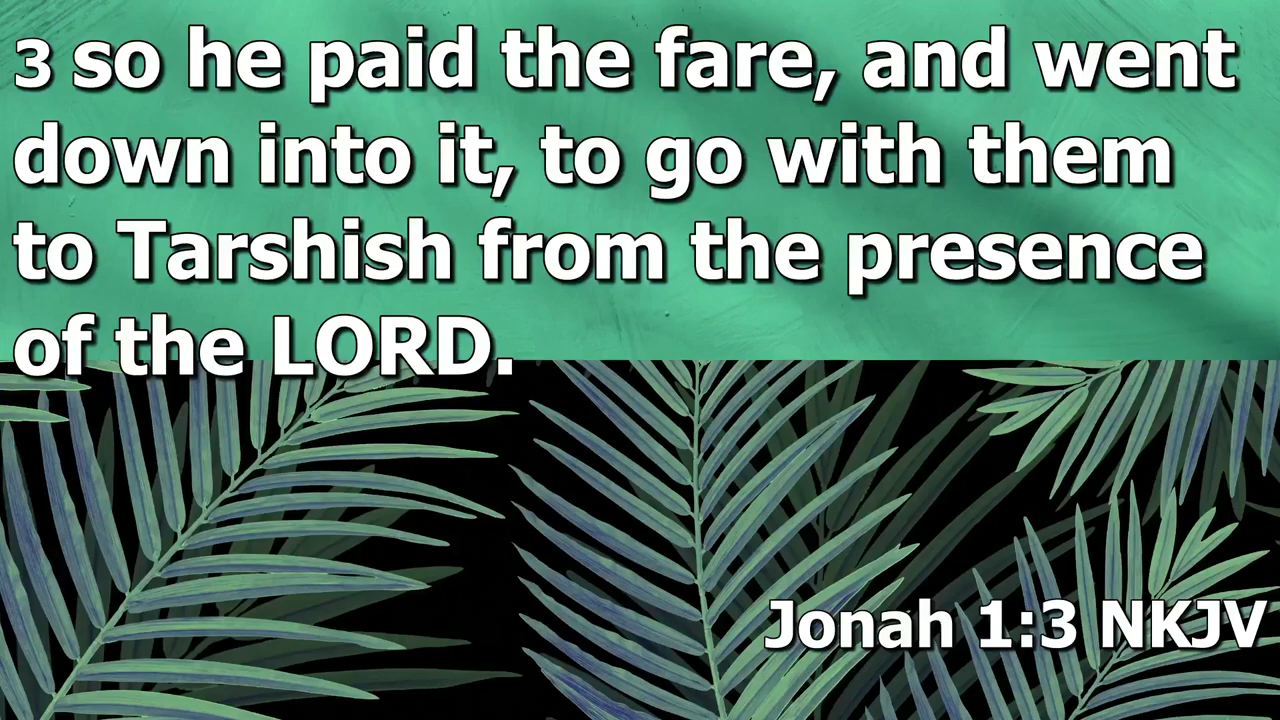 3 so he paid the fare, and went
down into it, to go with them
to Tarshish from the presence
of the LORD.
Jonah 1:3 NKJV